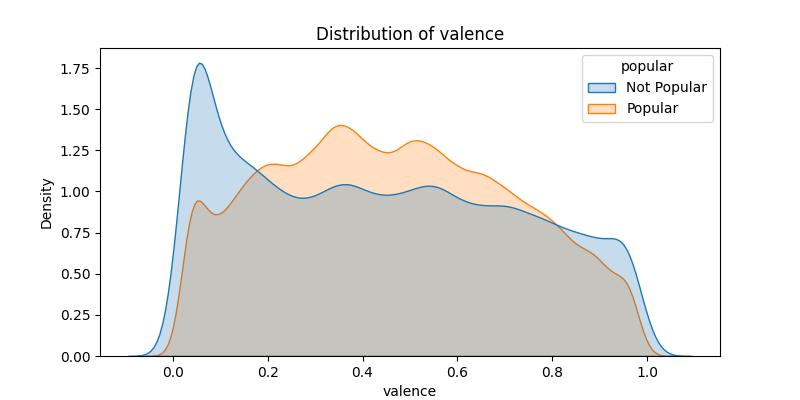 Distribution of valence
popular
Not Popular
Popular
Density
1.75
1.50
1.25
1.00
0.75
0.50
0.25
0.00
0.0 0.2 0.4 0.6 0.8 1.0
valence